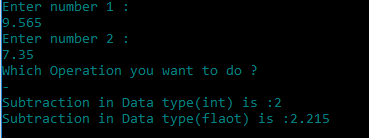 Enter number 1 :
9.565
Enter number 2 :
7.35
Which Operation you want to do ?
-
Subtraction in Data type(int) is :2
Subtraction in Data type(flaot) is :2.215